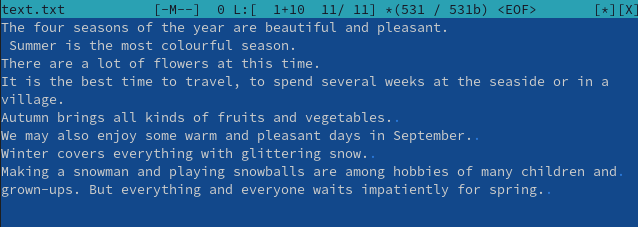 text.txt [-M--] 0 L:[ 1+10 11/ 11] *(531 / 531b) <EOF> [*][X]
The four seasons of the year are beautiful and pleasant.
 Summer is the most colourful season.
There are a lot of flowers at this time.
It is the best time to travel, to spend several weeks at the seaside or in a
village.
Autumn brings all kinds of fruits and vegetables..
We may also enjoy some warm and pleasant days in September..
Winter covers everything with glittering snow..
Making a snowman and playing snowballs are among hobbies of many children and.
grown-ups. But everything and everyone waits impatiently for spring..